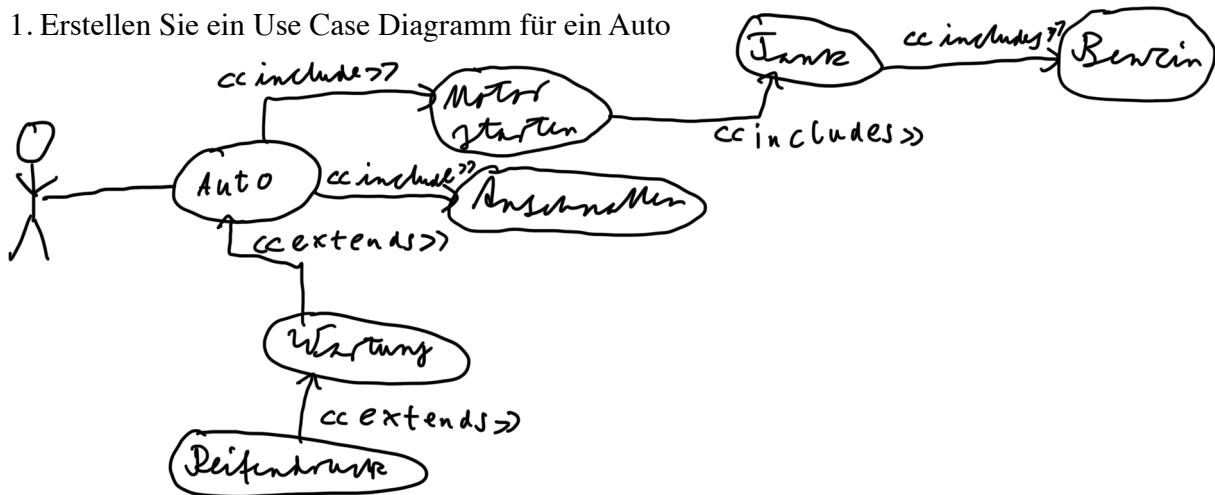 1. Erstellen Sie ein Use Case Diagramm für ein Auto
Tank
<<includes>>
Benzin
<<include>>
Motor
starten
<<includes>>
Auto
<<include>>
Anschnallen
<<extends>>
Wartung
<<extends>>
Reifendruck